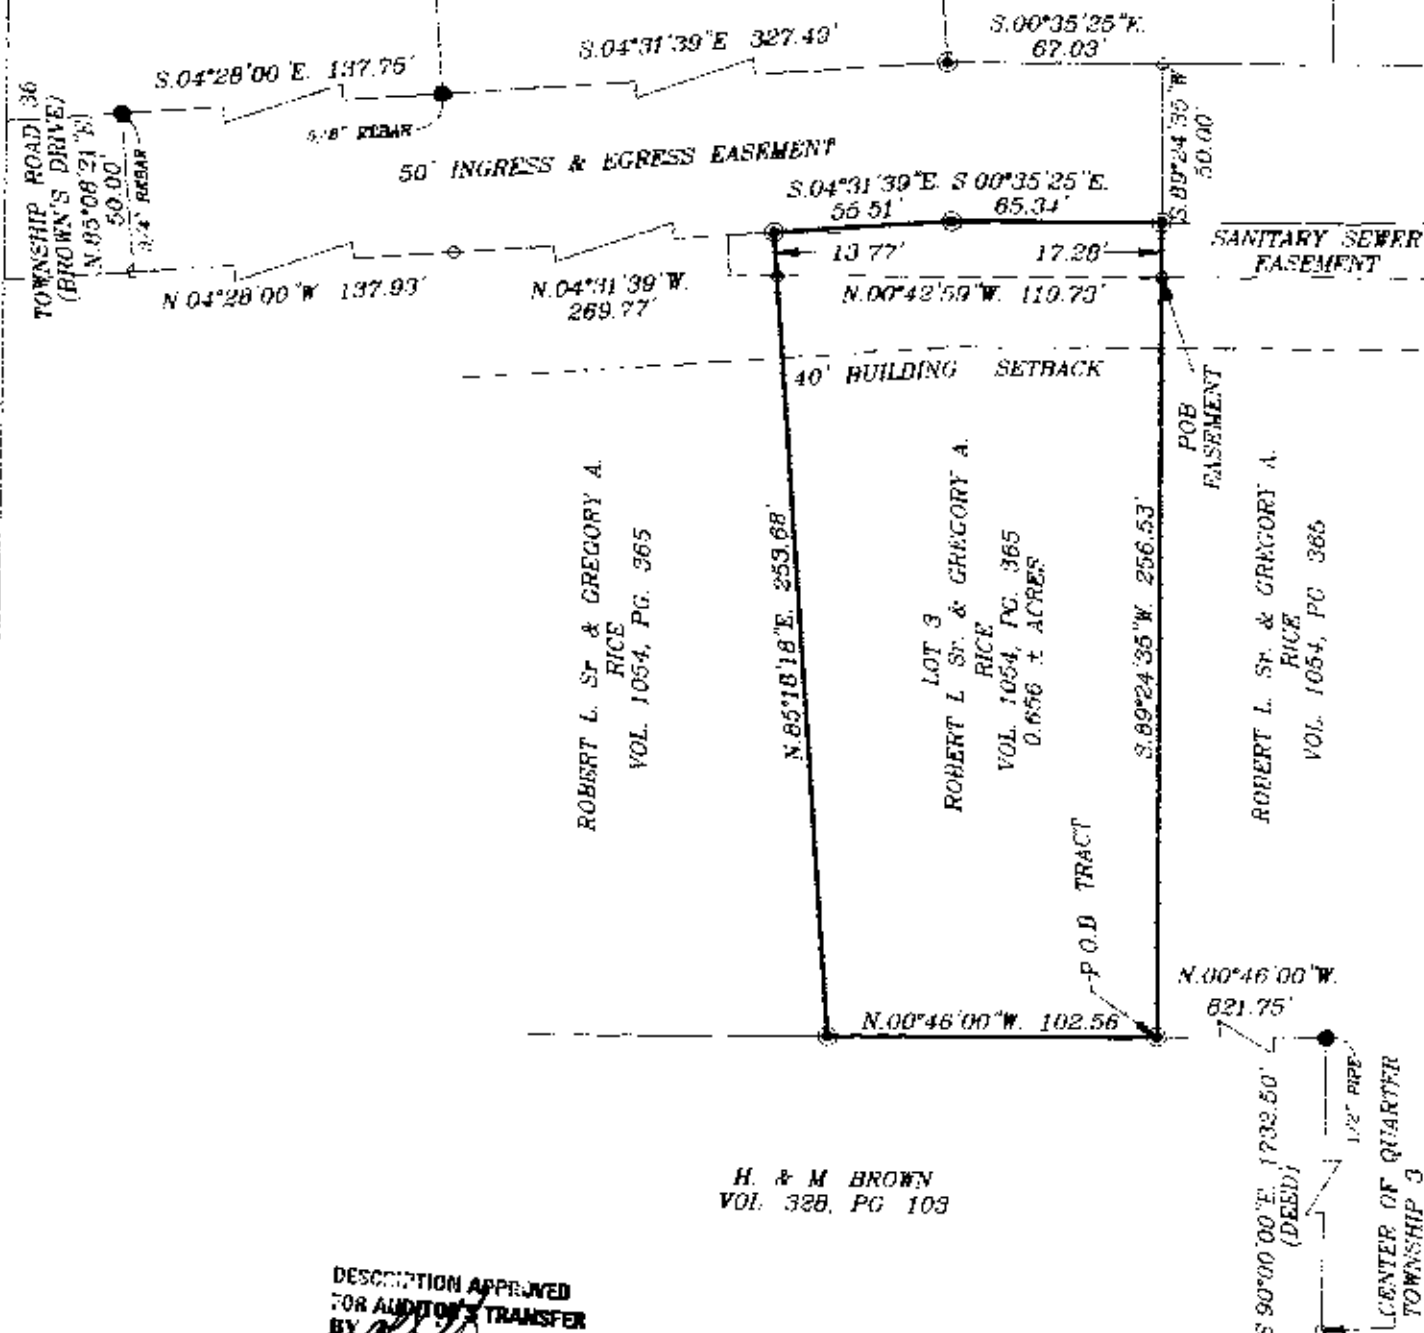 S.04°28'00"E. 137.75'
S.04°31'39"E 327.49'
S.00°35'25"E.
67.03'
TOWNSHIP ROAD 36
(BROWN'S DRIVE)
N.85°08'21"E
50.00'
3/4" REBAR
5/8" REBAR
50' INGRESS & EGRESS EASEMENT
S.89°24'35"W
50.00'
S.04°31'39"E. S 00°35'25"E.
56 51' 65.34'
13 77' 17.28'
SANITARY SEWER
EASEMENT
N 04°28'00"W 137.93'
N.04°31'39"W.
269.77'
N.00°42'59"W. 119.73'
40' BUILDING SETBACK
POB
EASEMENT
ROBERT L. Sr & GREGORY A.
RICE
VOL. 1054, PG. 365
N.85°18'18"E. 253.68'
LOT 3
ROBERT L Sr. & GREGORY A.
RICE
VOL. 1054, PG. 365
0.656 ± ACRES
S.89°24'35"W. 256.53'
ROBERT L. Sr. & GREGORY A.
RICE
VOL. 1054, PG 365
P.O.B TRACT
N.00°46'00"W. 102.56'
N.00°46'00"W.
621.75'
1/2" PIPE
S 90°00'00"E. 1732.50'
(DEED)
CENTER OF QUARTER
TOWNSHIP 3
H. & M BROWN
VOL 328, PG 103
DESCRIPTION APPROVED
FOR AUDITOR'S TRANSFER
BY